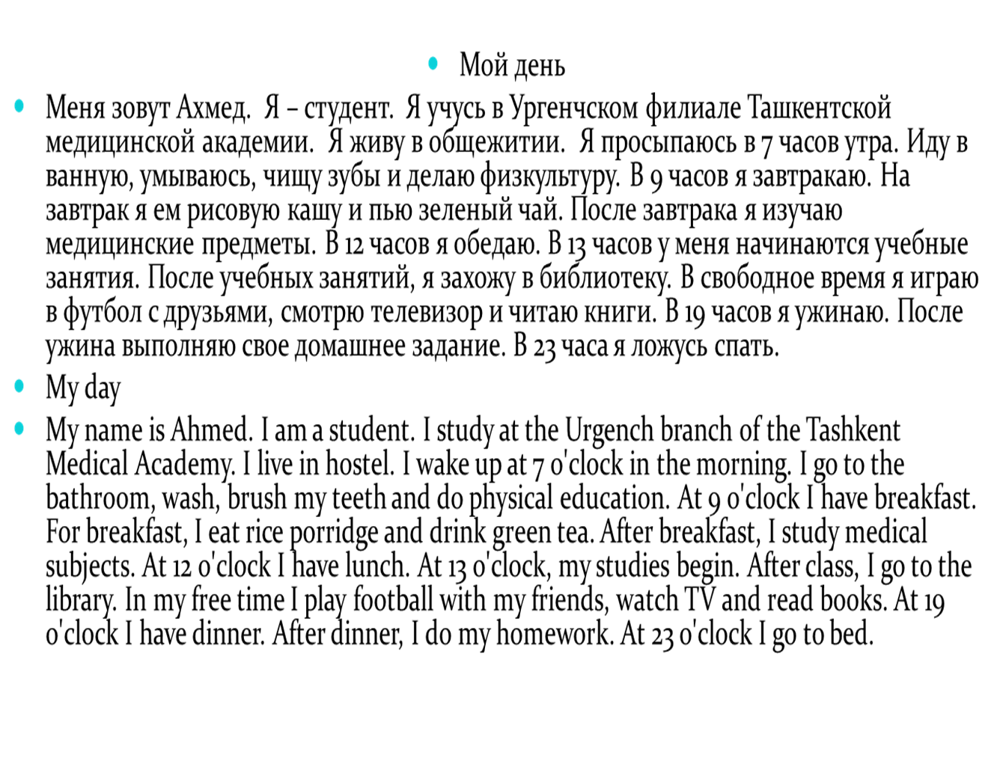 • Мой день
• Меня зовут Ахмед.  Я – студент.  Я учусь в Ургенчском филиале Ташкентской
медицинской академии.  Я живу в общежитии.  Я просыпаюсь в 7 часов утра. Иду в
ванную, умываюсь, чищу зубы и делаю физкультуру. В 9 часов я завтракаю. На
завтрак я ем рисовую кашу и пью зеленый чай. После завтрака я изучаю
медицинские предметы. В 12 часов я обедаю. В 13 часов у меня начинаются учебные
занятия. После учебных занятий, я захожу в библиотеку. В свободное время я играю
в футбол с друзьями, смотрю телевизор и читаю книги. В 19 часов я ужинаю. После
ужина выполняю свое домашнее задание. В 23 часа я ложусь спать.
• My day
• My name is Ahmed. I am a student. I study at the Urgench branch of the Tashkent
Medical Academy. I live in hostel. I wake up at 7 o'clock in the morning. I go to the
bathroom, wash, brush my teeth and do physical education. At 9 o'clock I have breakfast.
For breakfast, I eat rice porridge and drink green tea. After breakfast, I study medical
subjects. At 12 o'clock I have lunch. At 13 o'clock, my studies begin. After class, I go to the
library. In my free time I play football with my friends, watch TV and read books. At 19
o'clock I have dinner. After dinner, I do my homework. At 23 o'clock I go to bed.